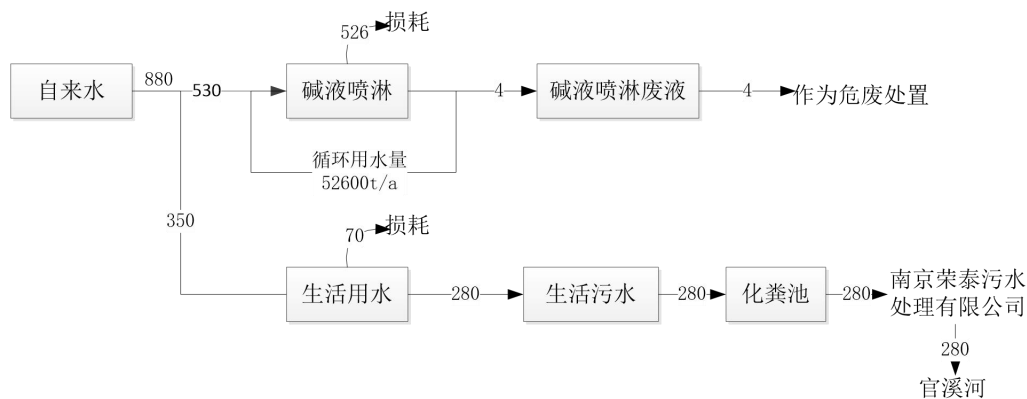 526
损耗
自来水
880
530
碱液喷淋
4
碱液喷淋废液
4
作为危废处置
循环用水量
52600t/a
350
70
损耗
生活用水
280
生活污水
280
化粪池
280
南京荣泰污水
处理有限公司
280
官溪河